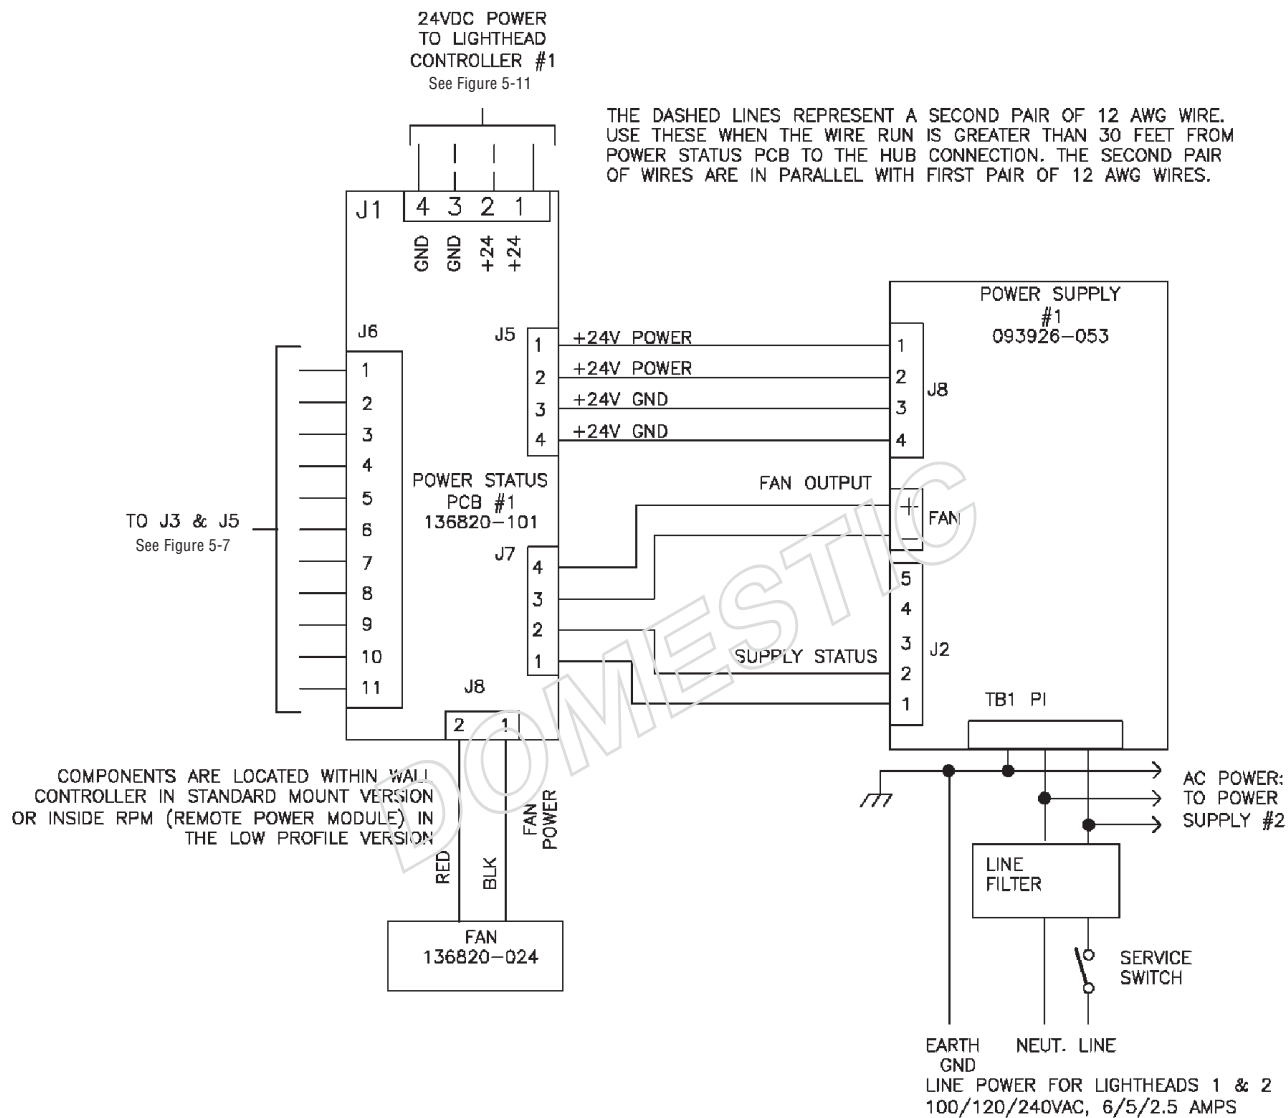 24VDC POWER
TO LIGHTHEAD
CONTROLLER #1
See Figure 5-11
THE DASHED LINES REPRESENT A SECOND PAIR OF 12 AWG WIRE.
USE THESE WHEN THE WIRE RUN IS GREATER THAN 30 FEET FROM
POWER STATUS PCB TO THE HUB CONNECTION. THE SECOND PAIR
OF WIRES ARE IN PARALLEL WITH FIRST PAIR OF 12 AWG WIRES.
J1
4 3 2 1
GND GND +24 +24
J6
1
2
3
4
5
6
7
8
9
10
11
TO J3 & J5
See Figure 5-7
J5
1
2
3
4
+24V POWER
+24V POWER
+24V GND
+24V GND
POWER SUPPLY
#1
093926-053
1
2
3
4
J8
POWER STATUS
PCB #1
136820-101
J7
4
3
2
1
FAN OUTPUT
+
−
FAN
5
4
3
2
1
J2
SUPPLY STATUS
TB1 PI
J8
2 1
COMPONENTS ARE LOCATED WITHIN WALL
CONTROLLER IN STANDARD MOUNT VERSION
OR INSIDE RPM (REMOTE POWER MODULE) IN
THE LOW PROFILE VERSION
RED
BLK
FAN
POWER
FAN
136820-024
AC POWER:
TO POWER
SUPPLY #2
LINE
FILTER
SERVICE
SWITCH
EARTH
GND
NEUT. LINE
LINE POWER FOR LIGHTHEADS 1 & 2
100/120/240VAC, 6/5/2.5 AMPS
DOMESTIC